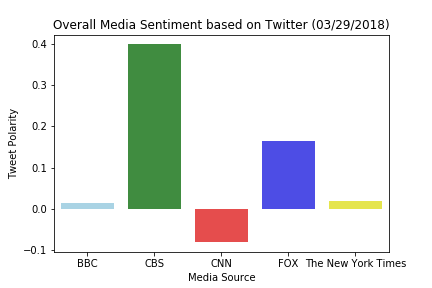 Overall Media Sentiment based on Twitter (03/29/2018)
Tweet Polarity
0.4
0.3
0.2
0.1
0.0
−0.1
BBC CBS CNN FOX The New York Times
Media Source